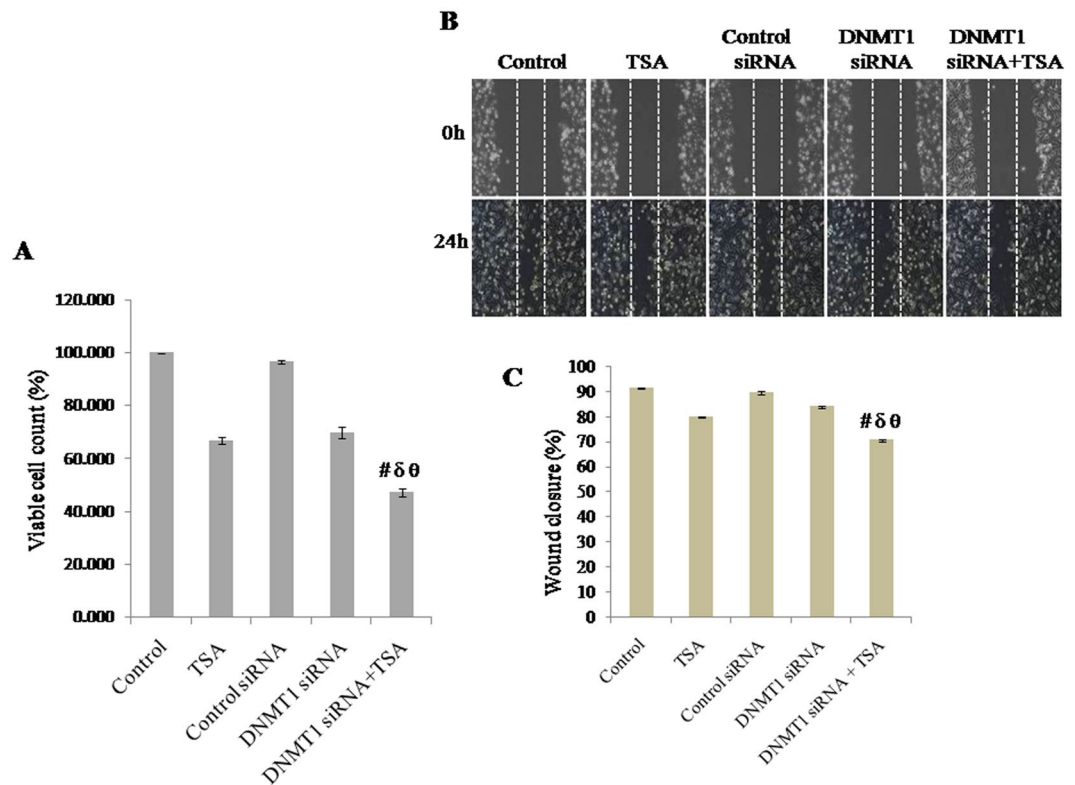 B
Control
TSA
Control
siRNA
DNMT1
siRNA
DNMT1
siRNA+TSA
0h
24h
A
Viable cell count (%)
120.000
100.000
80.000
60.000
40.000
20.000
0.000
#δθ
Control
TSA
Control siRNA
DNMT1 siRNA
DNMT1 siRNA+TSA
C
Wound closure (%)
100
90
80
70
60
50
40
30
20
10
0
#δθ
Control
TSA
Control siRNA
DNMT1 siRNA
DNMT1 siRNA + TSA